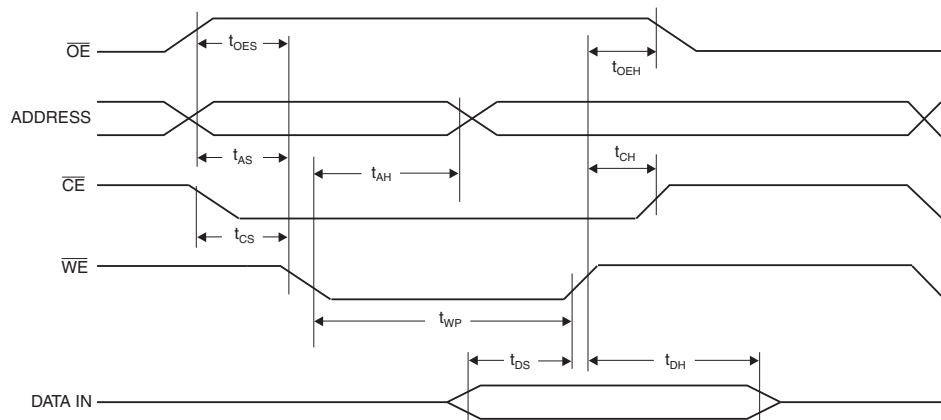 OE
tOES
tOEH
ADDRESS
tAS
tAH
tCH
CE
tCS
WE
tWP
tDS
tDH
DATA IN